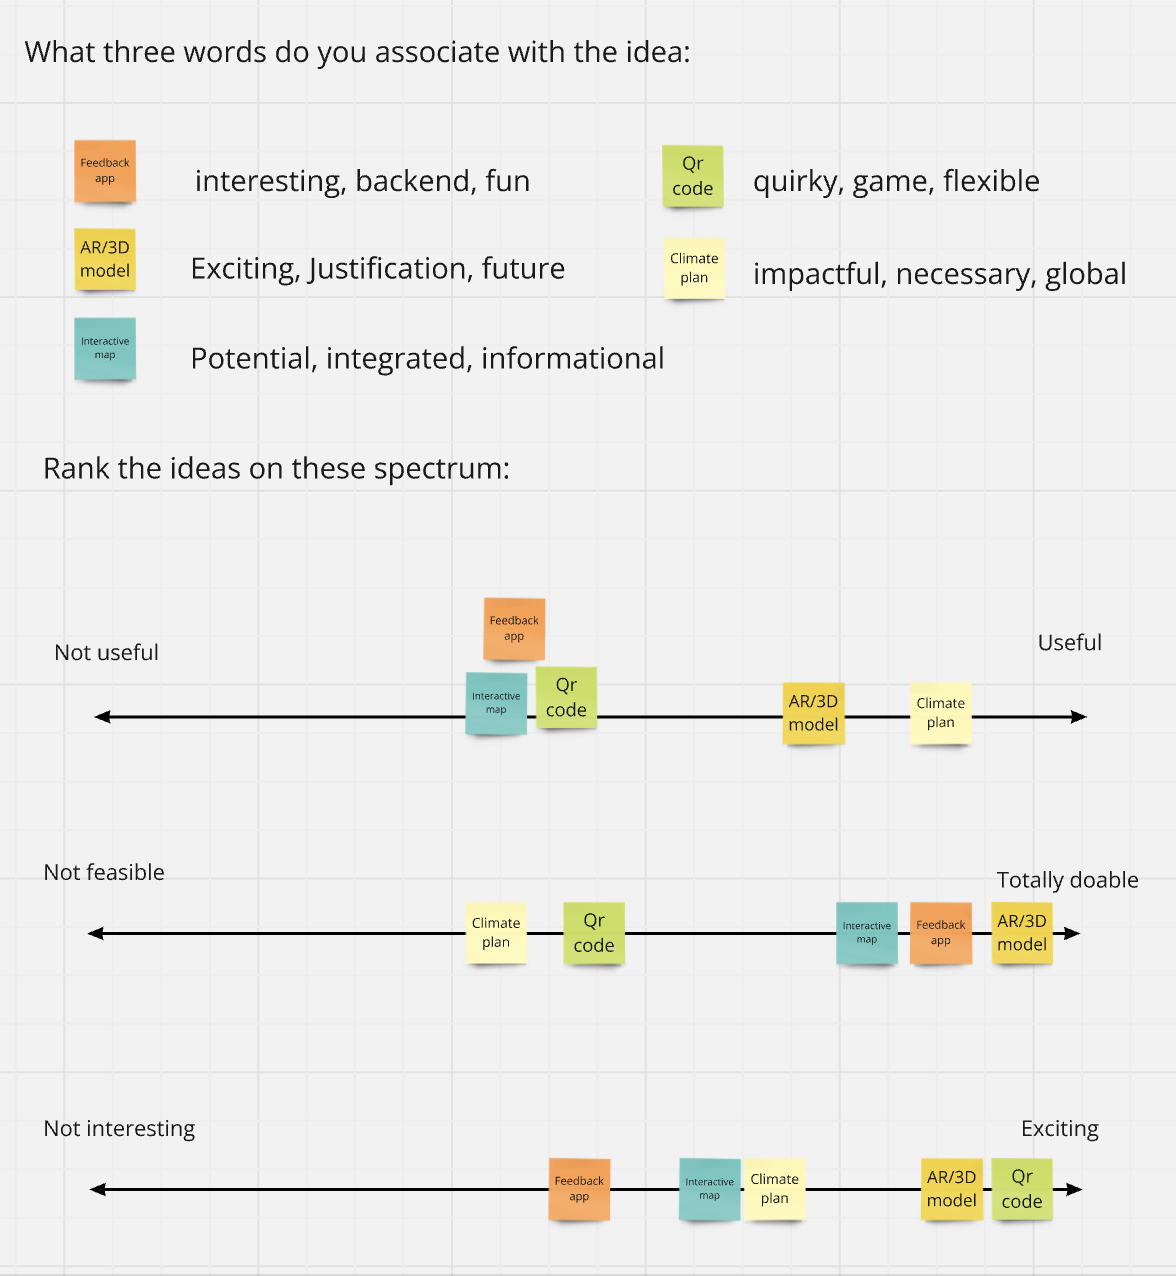 What three words do you associate with the idea:
Feedback
app
interesting, backend, fun
Qr
code
quirky, game, flexible
AR/3D
model
Exciting, Justification, future
Climate
plan
impactful, necessary, global
Interactive
map
Potential, integrated, informational
Rank the ideas on these spectrum:
Not useful
Useful
Feedback
app
Interactive
map
Qr
code
AR/3D
model
Climate
plan
Not feasible
Totally doable
Climate
plan
Qr
code
Interactive
map
Feedback
app
AR/3D
model
Not interesting
Exciting
Feedback
app
Interactive
map
Climate
plan
AR/3D
model
Qr
code